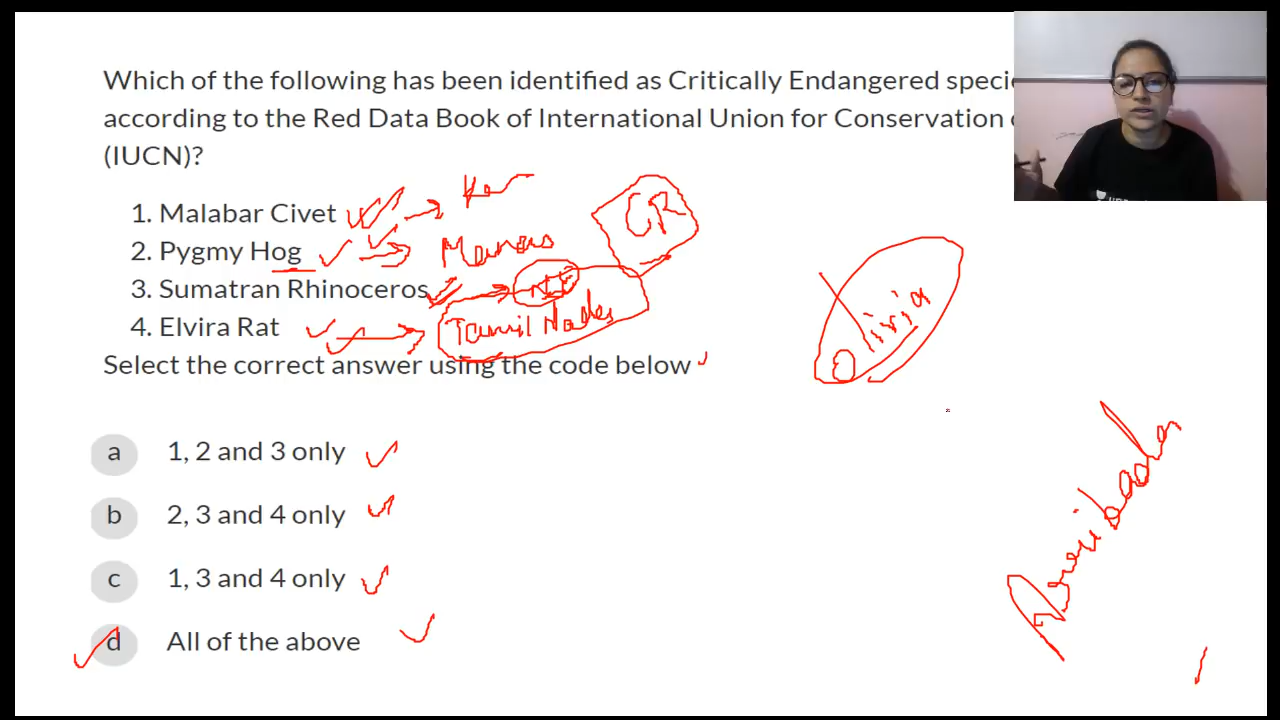 Which of the following has been identified as Critically Endangered speci
according to the Red Data Book of International Union for Conservation
(IUCN)?
1. Malabar Civet
2. Pygmy Hog Manas
3. Sumatran Rhinoceros NE
4. Elvira Rat Tamil Nadu
CR
Select the correct answer using the code below
a 1, 2 and 3 only
b 2, 3 and 4 only
c 1, 3 and 4 only
d All of the above